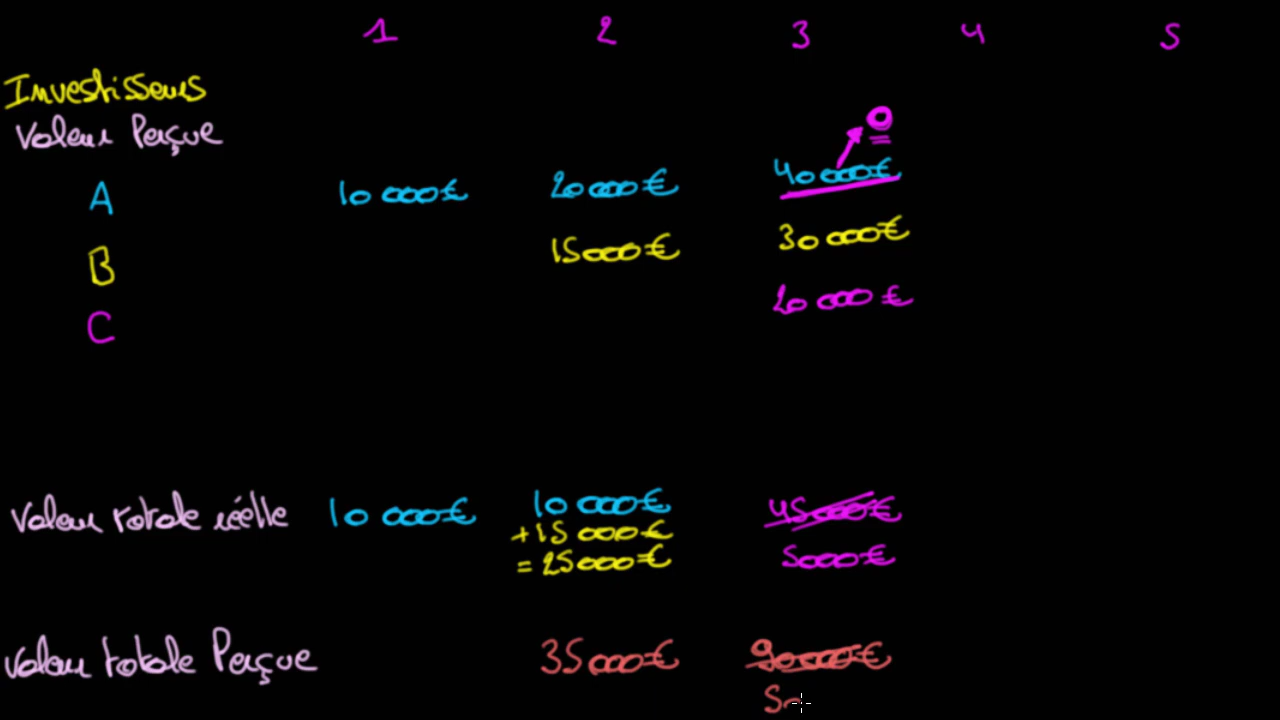 1 2 3 4 5
Investisseurs
Valeur Perçue
0
A 10 000€ 20 000€ 40 000€
B 15 000€ 30 000€
C 20 000€
Valeur totale réelle 10 000€ 10 000€ 45 000€
+15 000€
= 25 000€ 5000€
Valeur totale Perçue 35 000€ 90 000€